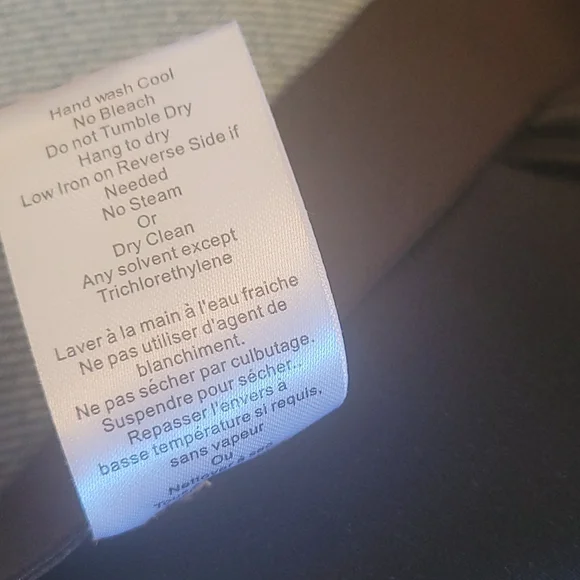 Hand wash Cool
No Bleach
Do not Tumble Dry
Hang to dry
Low Iron on Reverse Side if
Needed
No Steam
Or
Dry Clean
Any solvent except
Trichlorethylene
Laver à la main à l'eau fraiche
Ne pas utiliser d'agent de
blanchiment.
Ne pas sécher par culbutage.
Suspendre pour sécher..
Repasser l'envers à
basse température si requis,
sans vapeur
Ou
Nettoyer à sec